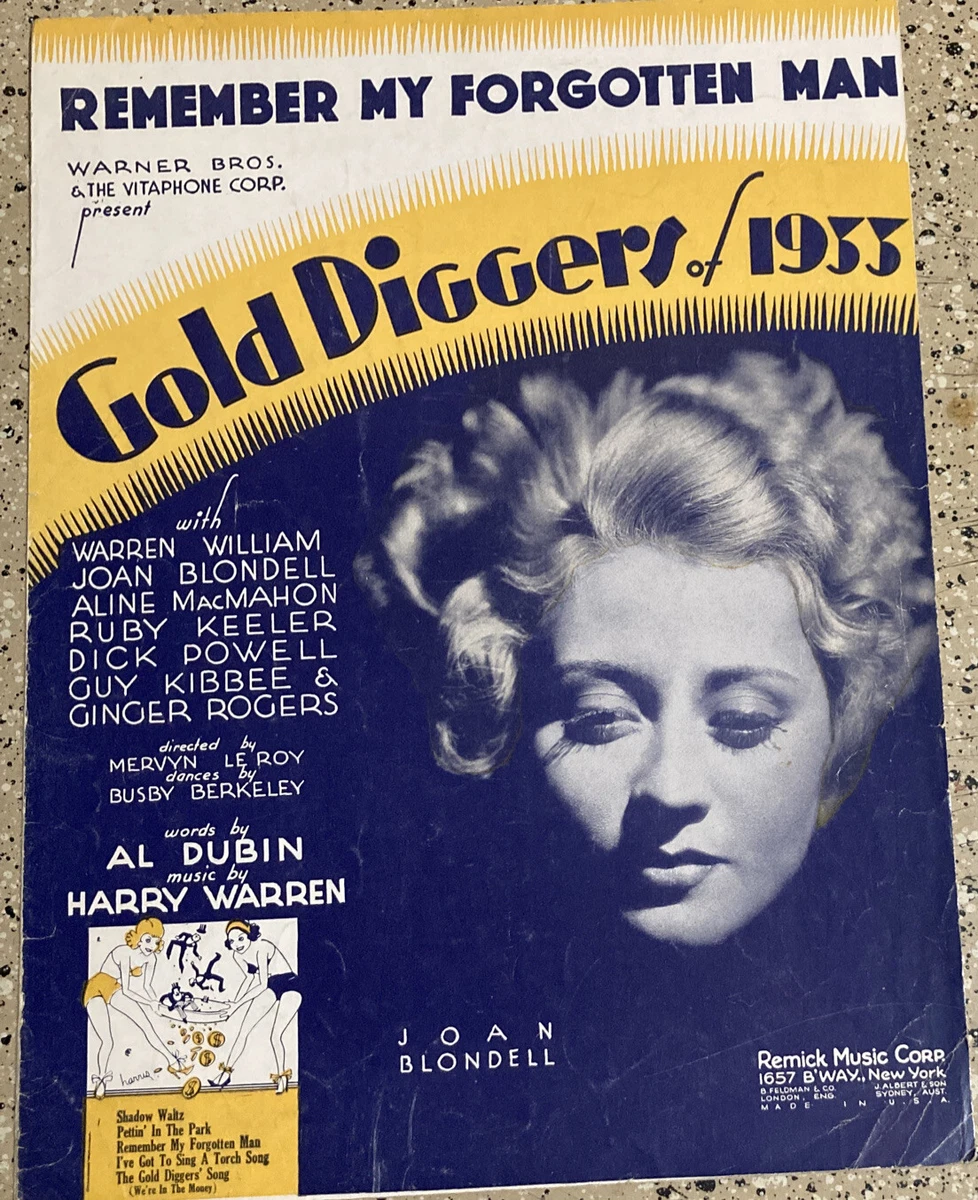 REMEMBER MY FORGOTTEN MAN
WARNER BROS.
& THE VITAPHONE CORP.
present
Gold Diggers of 1933
with
WARREN WILLIAM
JOAN BLONDELL
ALINE MacMAHON
RUBY KEELER
DICK POWELL
GUY KIBBEE &
GINGER ROGERS
directed by
MERVYN LE ROY
dances by
BUSBY BERKELEY
words by
AL DUBIN
music by
HARRY WARREN
harris
$ $ $
Shadow Waltz
Pettin' In The Park
Remember My Forgotten Man
I've Got To Sing A Torch Song
The Gold Diggers' Song
(We're In The Money)
JOAN
BLONDELL
Remick Music Corp.
1657 B'WAY., New York
B. FELDMAN & CO. J. ALBERT & SON
LONDON, ENG. SYDNEY, AUST.
MADE IN U.S.A.